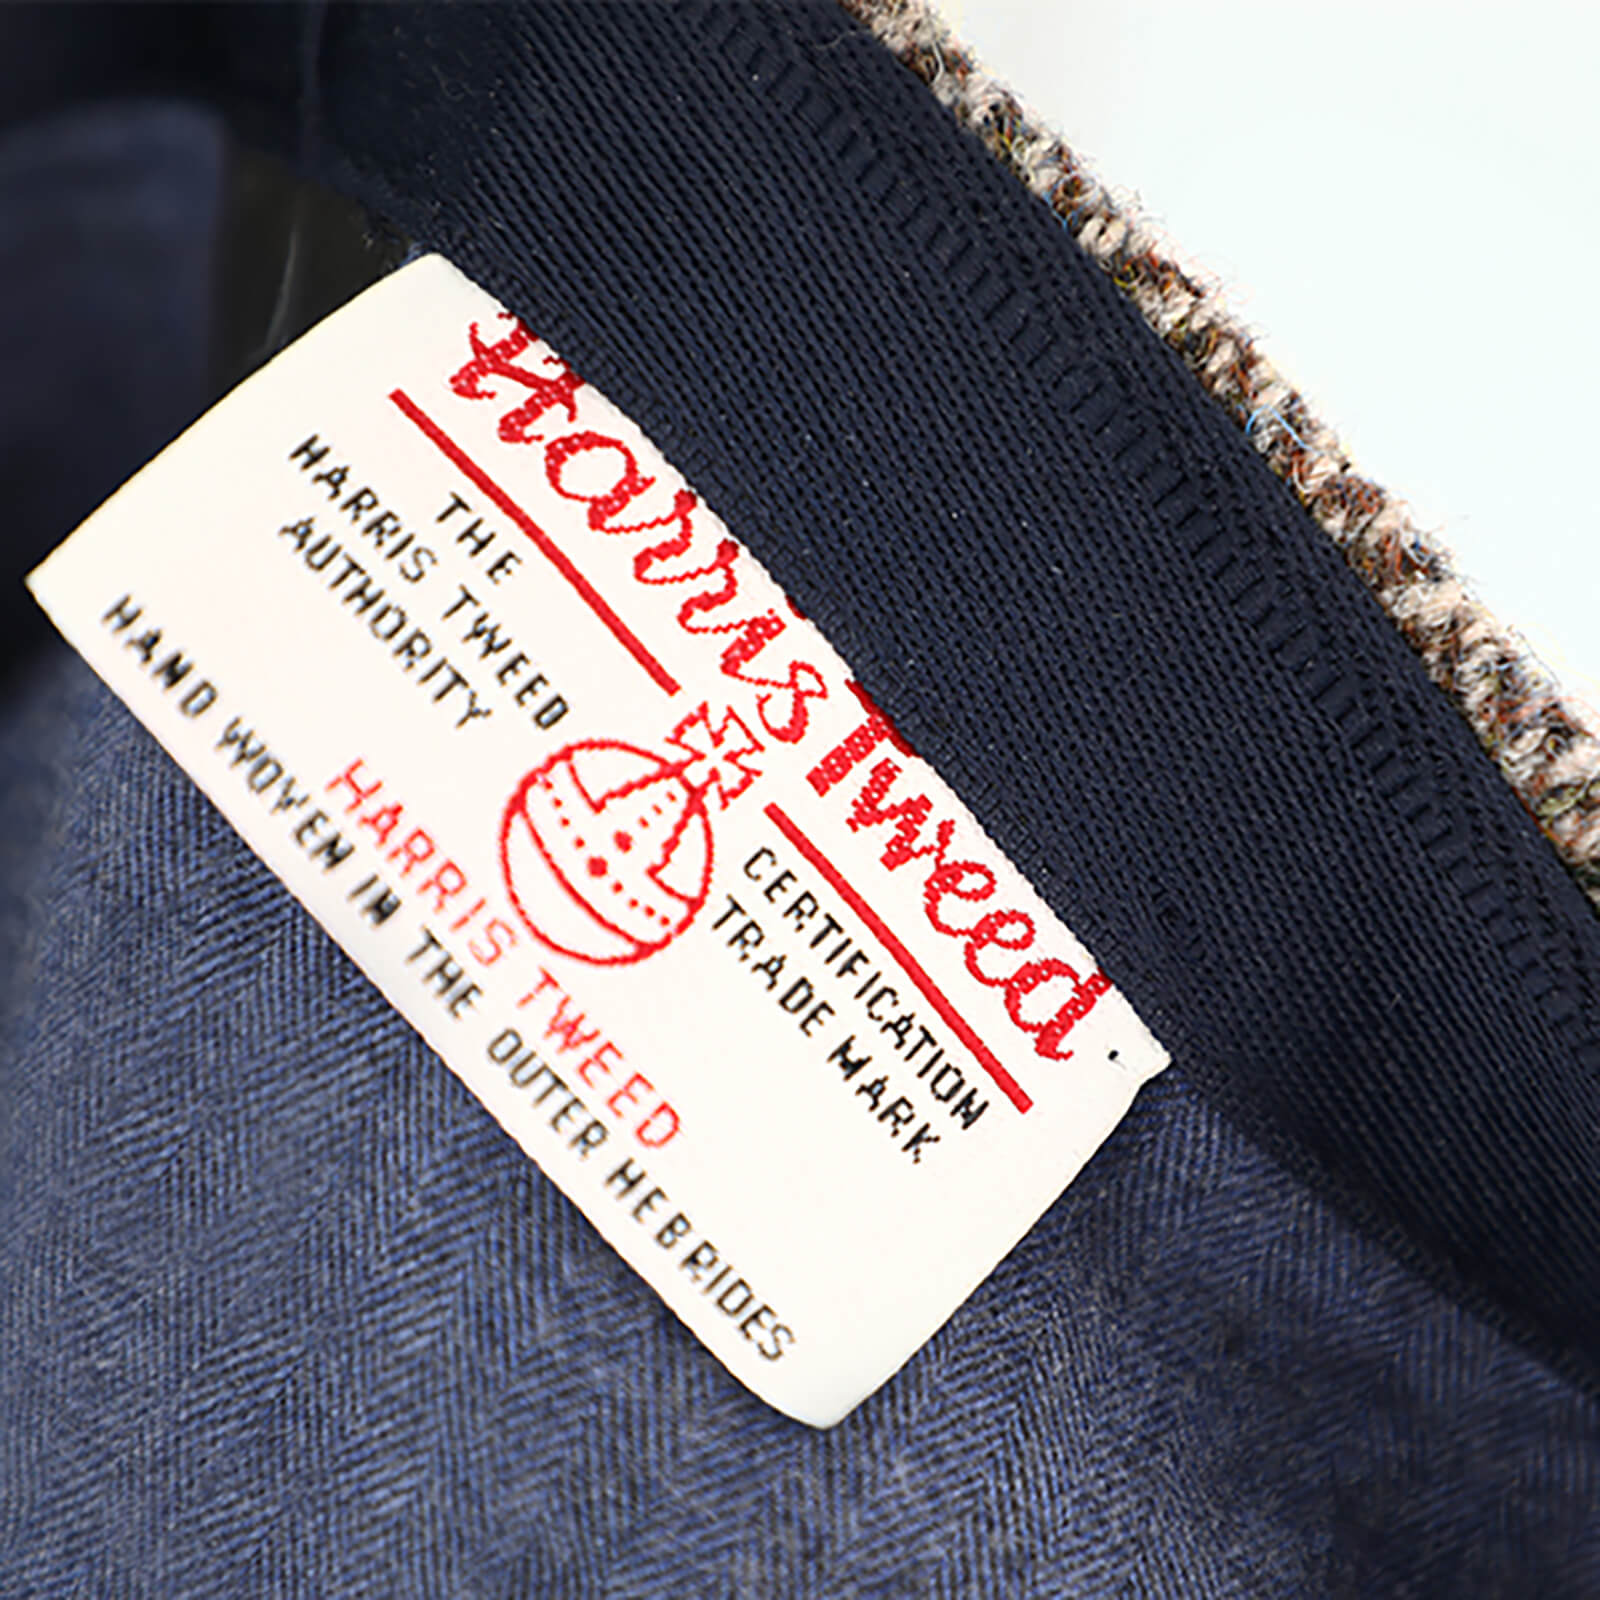 Harris Tweed
THE
HARRIS TWEED
AUTHORITY
CERTIFICATION
TRADE MARK
HARRIS TWEED
HAND WOVEN IN THE OUTER HEBRIDES